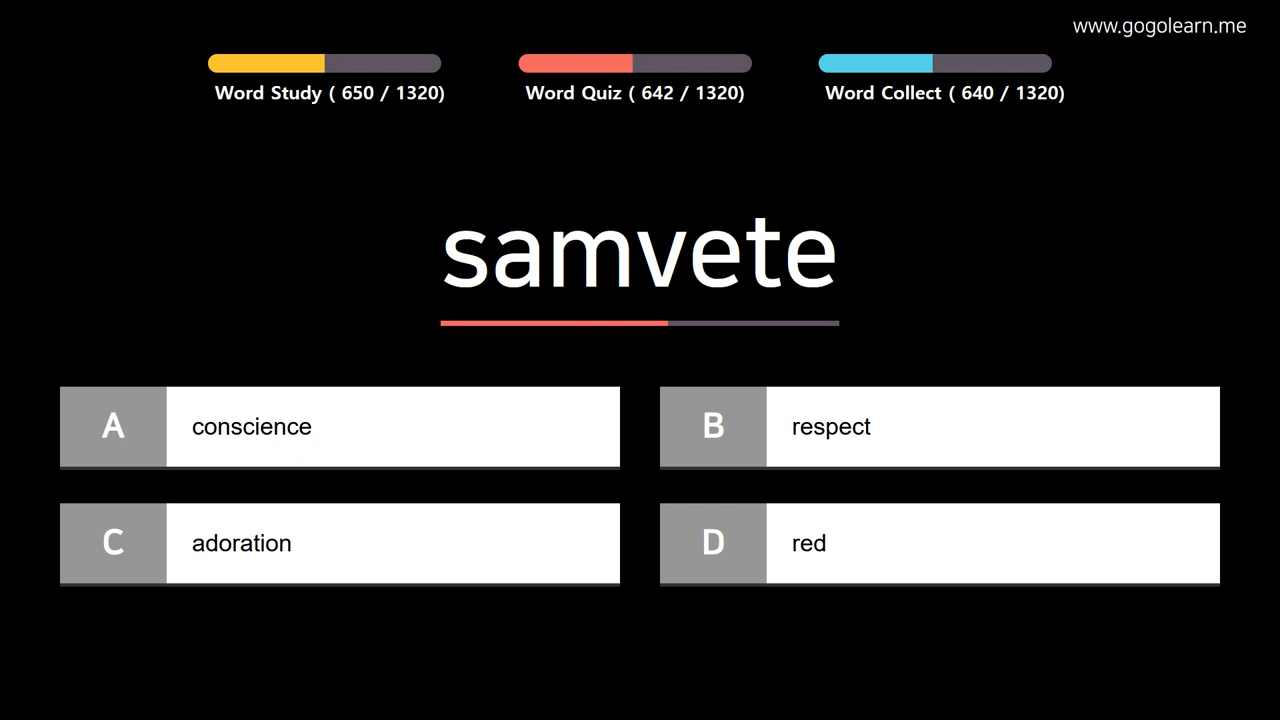 www.gogolearn.me
Word Study ( 650 / 1320)
Word Quiz ( 642 / 1320)
Word Collect ( 640 / 1320)
samvete
A conscience
B respect
C adoration
D red